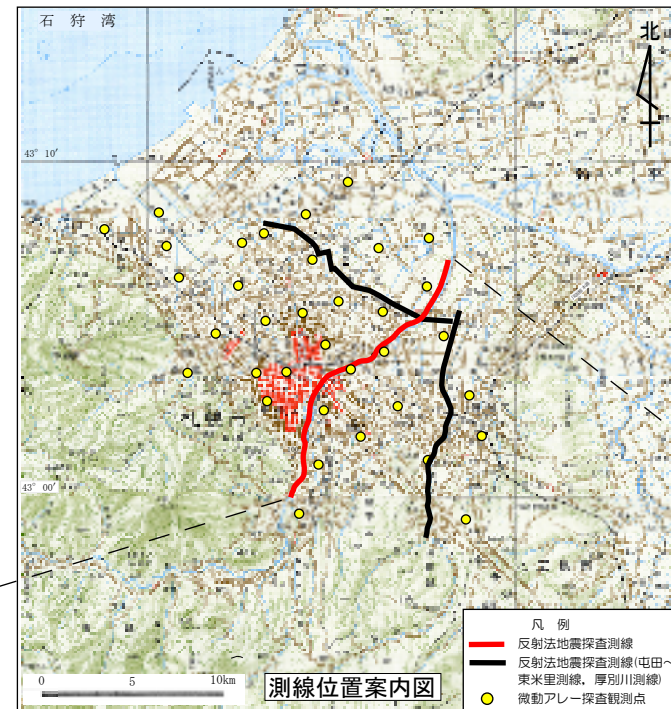 石狩湾
北
43° 10′
43° 00′
0 5 10km
測線位置案内図
凡例
反射法地震探査測線
反射法地震探査測線(屯田~
東米里測線, 厚別川測線)
微動アレー探査観測点